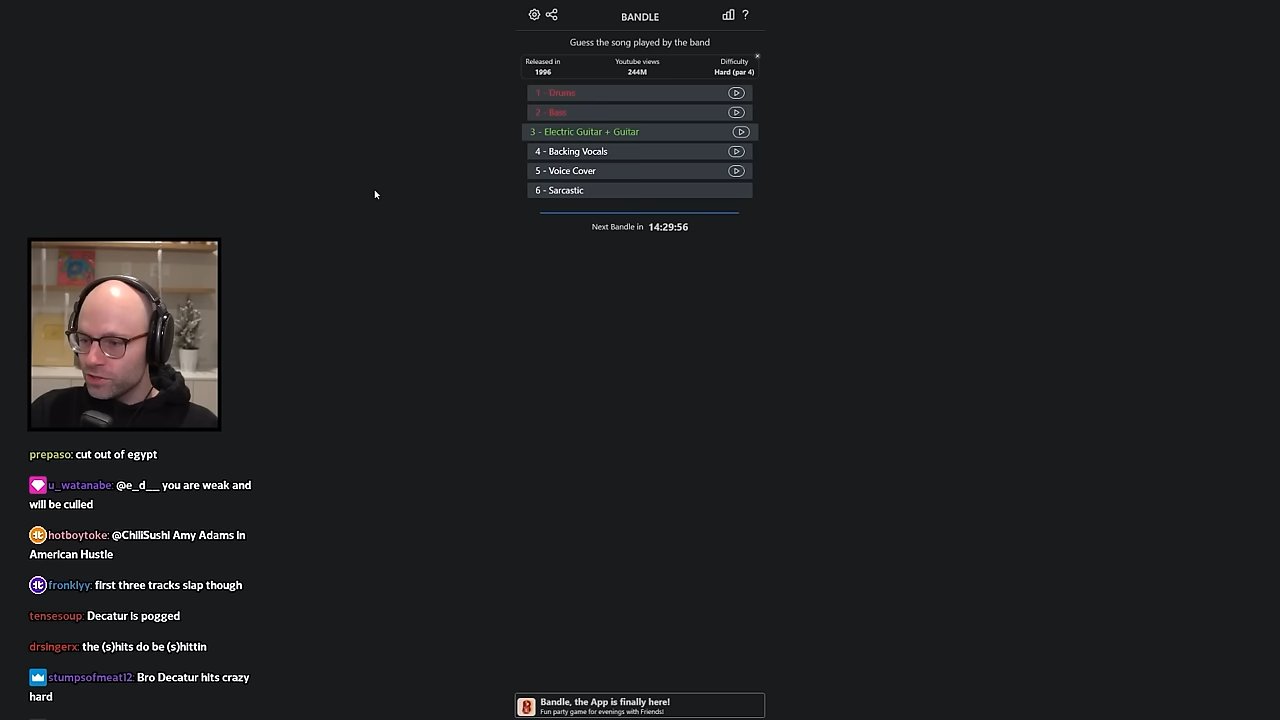 BANDLE
?
Guess the song played by the band
Released in
1996
Youtube views
244M
Difficulty
Hard (par 4)
1 - Drums
2 - Bass
3 - Electric Guitar + Guitar
4 - Backing Vocals
5 - Voice Cover
6 - Sarcastic
Next Bandle in 14:29:56
prepaso: cut out of egypt
u_watanabe: @e_d__ you are weak and
will be culled
hotboytoke: @ChiliSushi Amy Adams in
American Hustle
fronklyy: first three tracks slap though
tensesoup: Decatur is pogged
drsingerx: the (s)hits do be (s)hittin
stumpsofmeat12: Bro Decatur hits crazy
hard
Bandle, the App is finally here!
Fun party game for evenings with Friends!